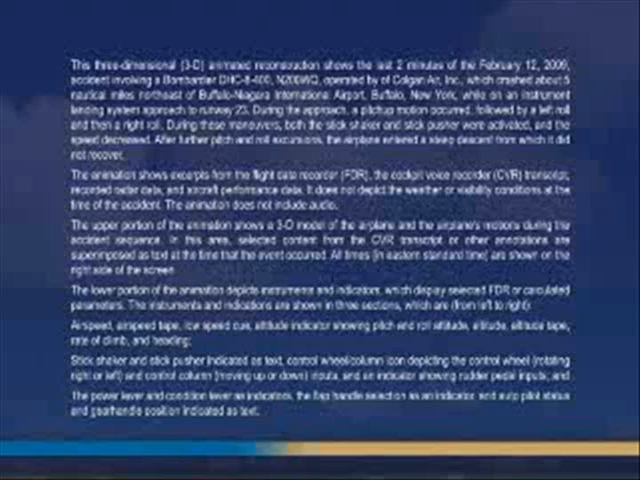 This three-dimensional (3-D) animated reconstruction shows the last 2 minutes of the February 12, 2009,
accident involving a Bombardier DHC-8-400, N200WQ, operated by of Colgan Air, Inc., which crashed about 5
nautical miles northeast of Buffalo-Niagara International Airport, Buffalo, New York, while on an instrument
landing system approach to runway 23. During the approach, a pitchup motion occurred, followed by a left roll
and then a right roll. During these maneuvers, both the stick shaker and stick pusher were activated, and the
speed decreased. After further pitch and roll excursions, the airplane entered a steep descent from which it did
not recover.
The animation shows excerpts from the flight data recorder (FDR), the cockpit voice recorder (CVR) transcript,
recorded radar data, and aircraft performance data. It does not depict the weather or visibility conditions at the
time of the accident. The animation does not include audio.
The upper portion of the animation shows a 3-D model of the airplane and the airplane's motions during the
accident sequence. In this area, selected content from the CVR transcript or other annotations are
superimposed as text at the time that the event occurred. All times (in eastern standard time) are shown on the
right side of the screen.
The lower portion of the animation depicts instruments and indicators, which display selected FDR or calculated
parameters. The instruments and indications are shown in three sections, which are (from left to right):
Airspeed, airspeed tape, low speed cue, attitude indicator showing pitch and roll attitude, altitude, altitude tape,
rate of climb, and heading;
Stick shaker and stick pusher indicated as text, control wheel/column icon depicting the control wheel (rotating
right or left) and control column (moving up or down) inputs, and an indicator showing rudder pedal inputs; and
The power lever and condition lever as indicators, the flap handle selection as an indicator and auto pilot status
and gearhandle position indicated as text.